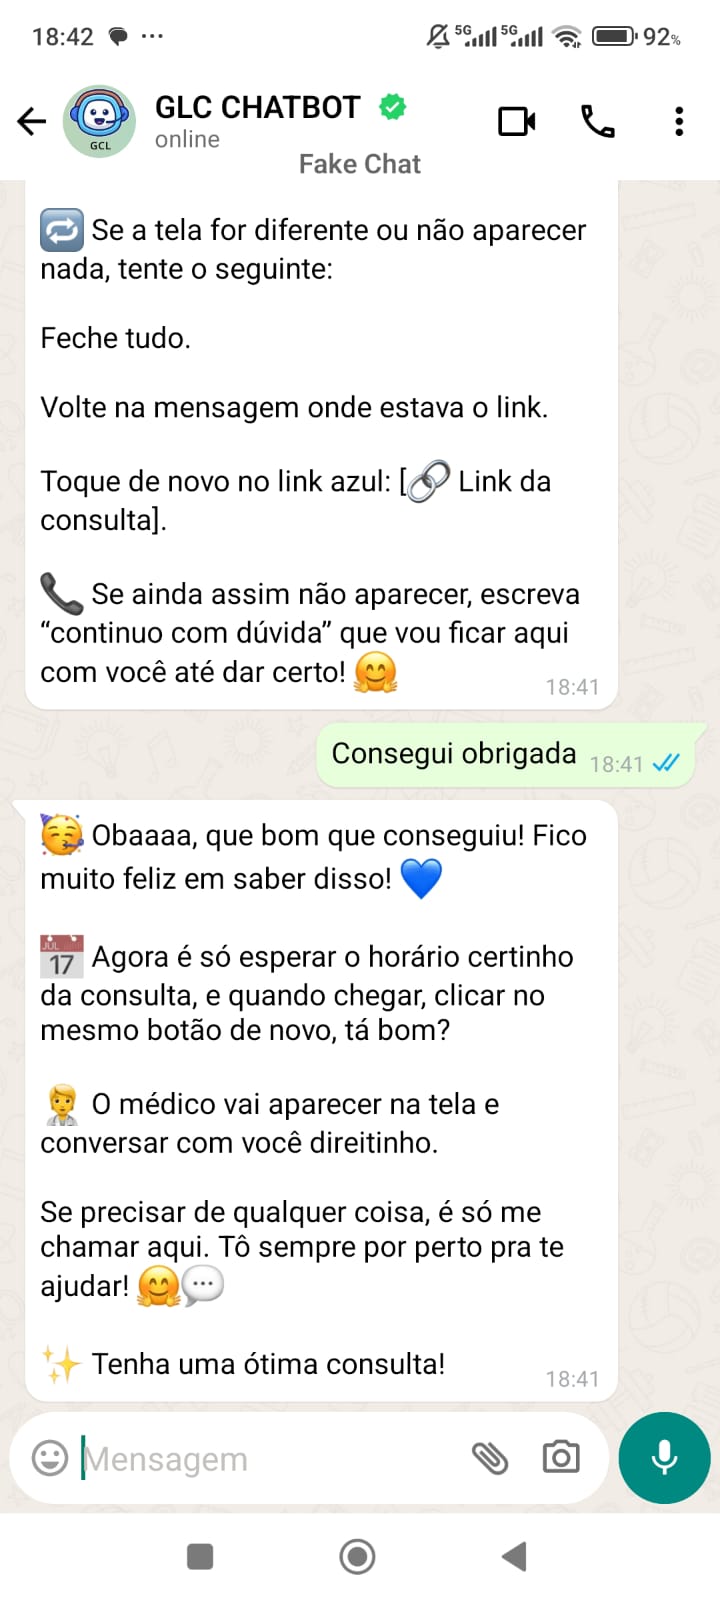 18:42
5G 5G 92%
GLC CHATBOT
online
GCL
Fake Chat
🔁 Se a tela for diferente ou não aparecer
nada, tente o seguinte:
Feche tudo.
Volte na mensagem onde estava o link.
Toque de novo no link azul: [🔗 Link da
consulta].
📞 Se ainda assim não aparecer, escreva
“continuo com dúvida” que vou ficar aqui
com você até dar certo! 🤗
18:41
Consegui obrigada 18:41
🥳 Obaaaa, que bom que conseguiu! Fico
muito feliz em saber disso! 💙
📅 Agora é só esperar o horário certinho
da consulta, e quando chegar, clicar no
mesmo botão de novo, tá bom?
🧑‍⚕️ O médico vai aparecer na tela e
conversar com você direitinho.
Se precisar de qualquer coisa, é só me
chamar aqui. Tô sempre por perto pra te
ajudar! 🤗💬
✨ Tenha uma ótima consulta!
18:41
Mensagem